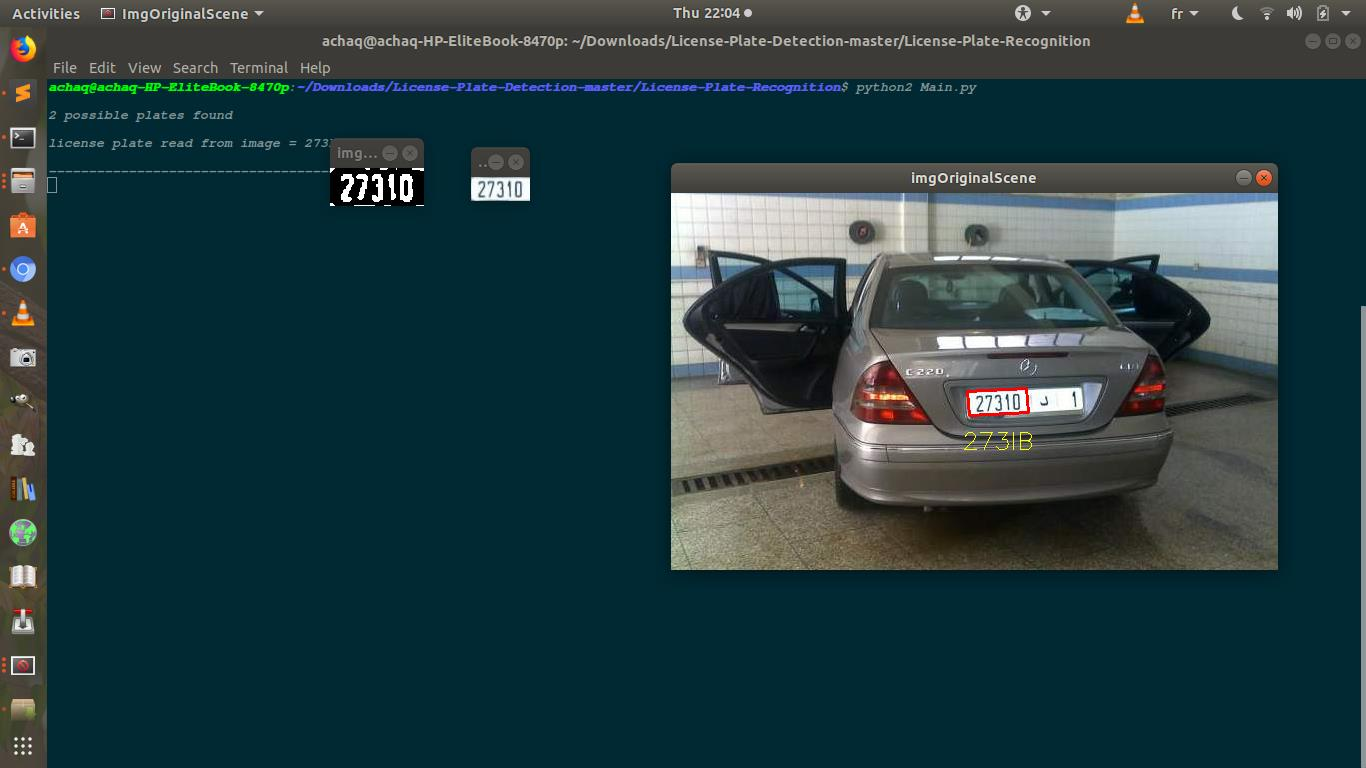 Activities ImgOriginalScene Thu 22:04 fr
achaq@achaq-HP-EliteBook-8470p: ~/Downloads/License-Plate-Detection-master/License-Plate-Recognition
File Edit View Search Terminal Help
achaq@achaq-HP-EliteBook-8470p:~/Downloads/License-Plate-Detection-master/License-Plate-Recognition$ python2 Main.py
2 possible plates found
license plate read from image = 273
----------------------------------------
img...
27310
..
27310
imgOriginalScene
C 220
27310 د 1
273IB